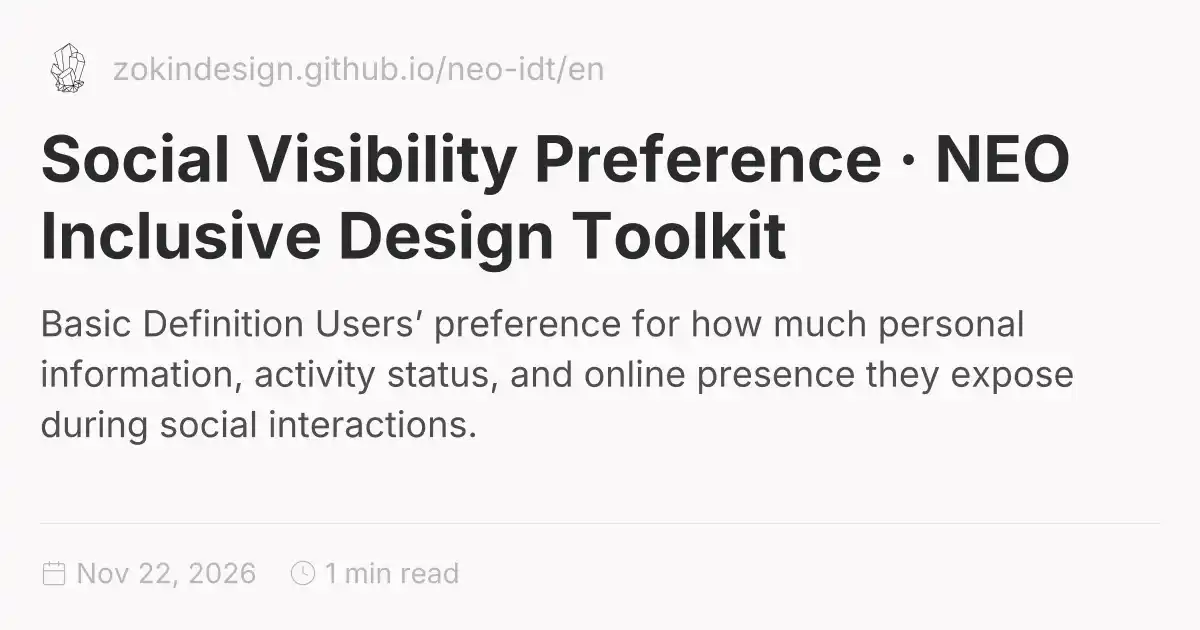 zokindesign.github.io/neo-idt/en
Social Visibility Preference · NEO
Inclusive Design Toolkit
Basic Definition Users’ preference for how much personal
information, activity status, and online presence they expose
during social interactions.
Nov 22, 2026 1 min read